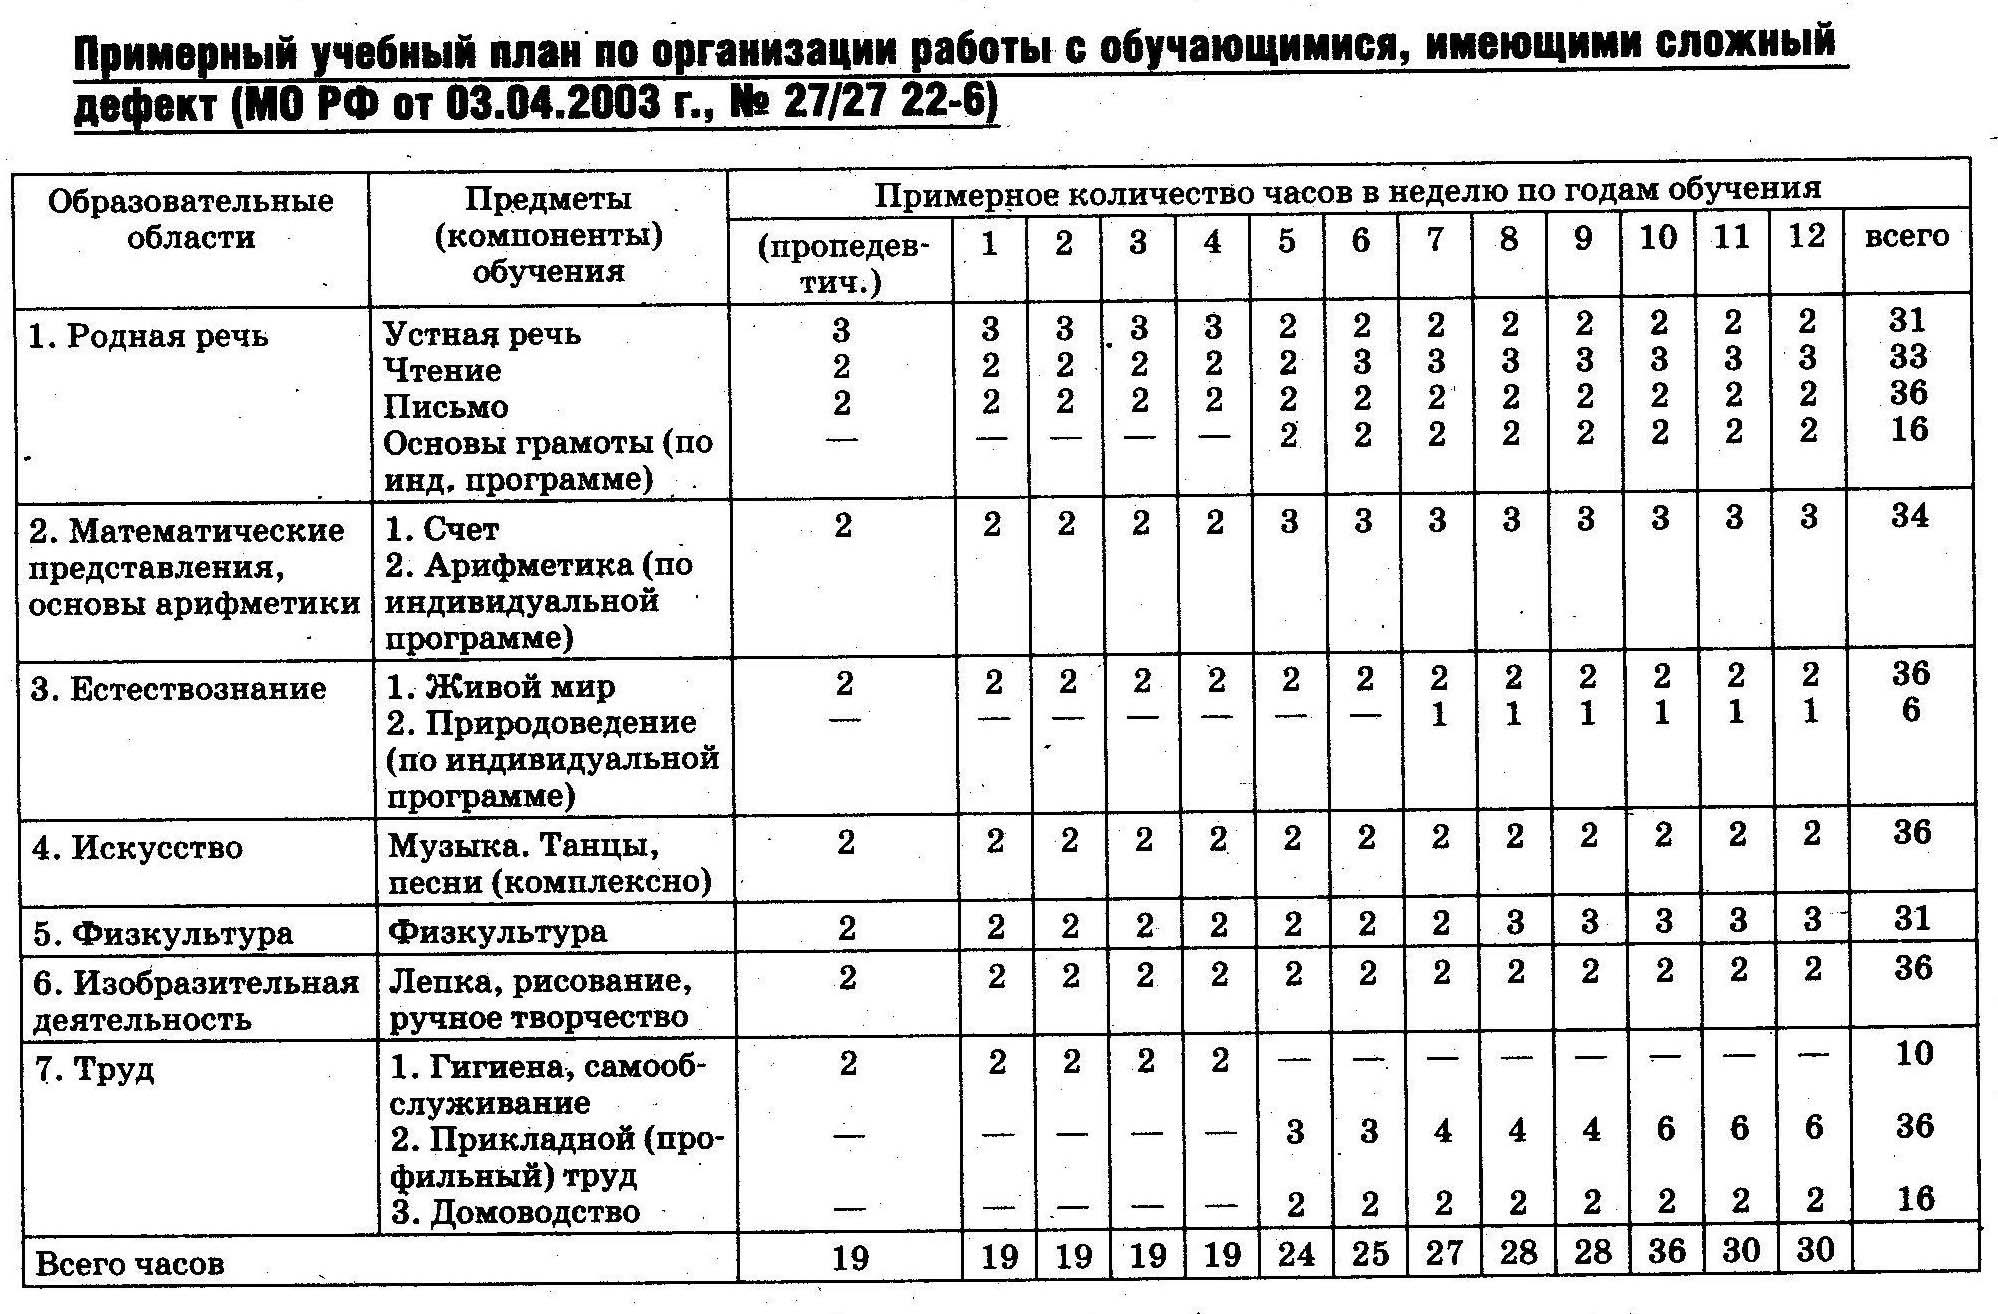 Примерный учебный план по организации работы с обучающимися, имеющими сложный
дефект (МО РФ от 03.04.2003 г., № 27/27 22-6)
Образовательные области Предметы (компоненты) обучения Примерное количество часов в неделю по годам обучения
(пропедев-тич.) 1 2 3 4 5 6 7 8 9 10 11 12 всего
1. Родная речь Устная речь 3 3 3 3 3 2 2 2 2 2 2 2 2 31
Чтение 2 2 2 2 2 2 3 3 3 3 3 3 3 33
Письмо 2 2 2 2 2 2 2 2 2 2 2 2 2 36
Основы грамоты (по — — — — — 2 2 2 2 2 2 2 2 16
инд. программе)
2. Математические 1. Счет 2 2 2 2 2 3 3 3 3 3 3 3 3 34
представления, 2. Арифметика (по
основы арифметики индивидуальной
программе)
3. Естествознание 1. Живой мир 2 2 2 2 2 2 2 2 2 2 2 2 2 36
2. Природоведение — — — — — — — 1 1 1 1 1 1 6
(по индивидуальной
программе)
4. Искусство Музыка. Танцы, 2 2 2 2 2 2 2 2 2 2 2 2 2 36
песни (комплексно)
5. Физкультура Физкультура 2 2 2 2 2 2 2 2 3 3 3 3 3 31
6. Изобразительная Лепка, рисование, 2 2 2 2 2 2 2 2 2 2 2 2 2 36
деятельность ручное творчество
7. Труд 1. Гигиена, самооб- 2 2 2 2 2 — — — — — — — — 10
служивание
2. Прикладной (про- — — — — — 3 3 4 4 4 6 6 6 36
фильный) труд
3. Домоводство — — — — — 2 2 2 2 2 2 2 2 16
Всего часов 19 19 19 19 19 24 25 27 28 28 36 30 30